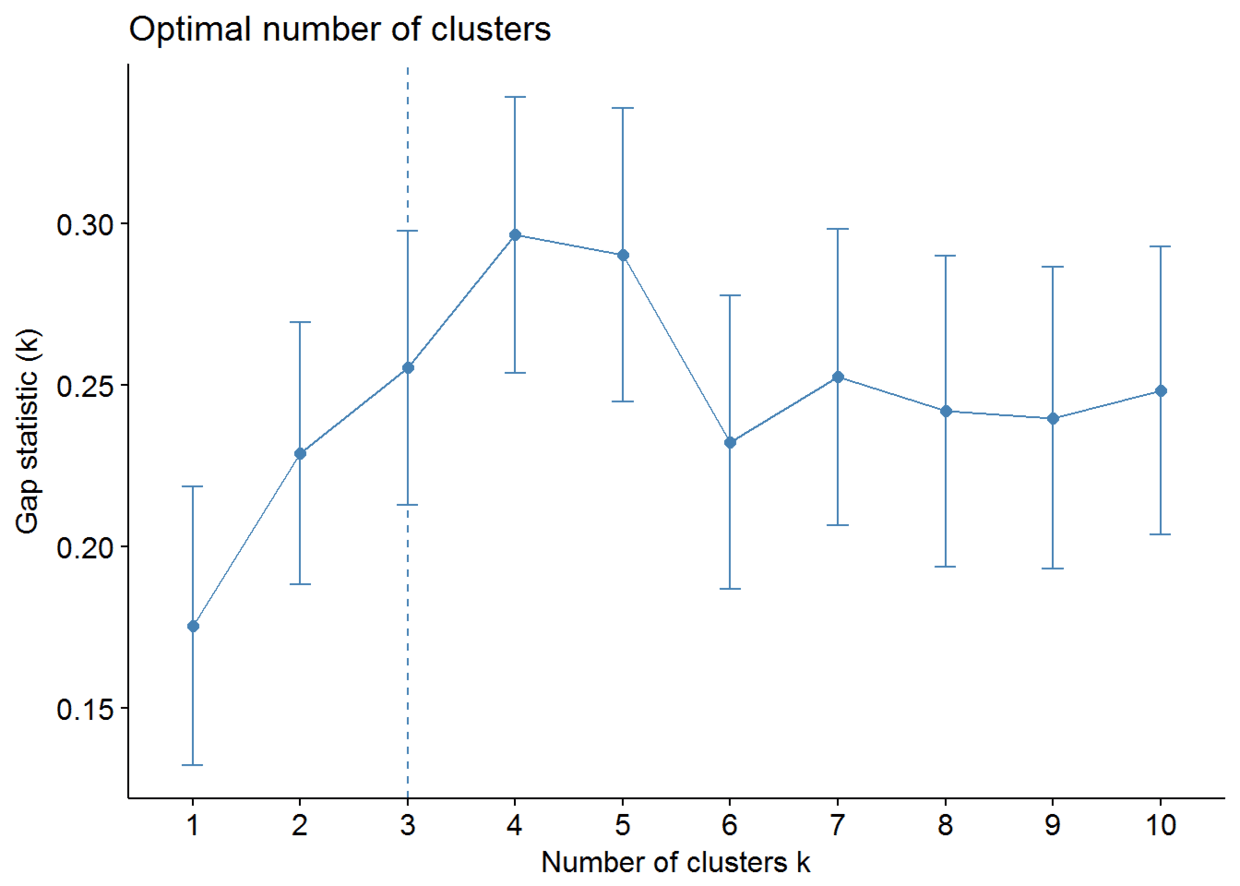 Optimal number of clusters
Gap statistic (k)
0.30
0.25
0.20
0.15
1 2 3 4 5 6 7 8 9 10
Number of clusters k